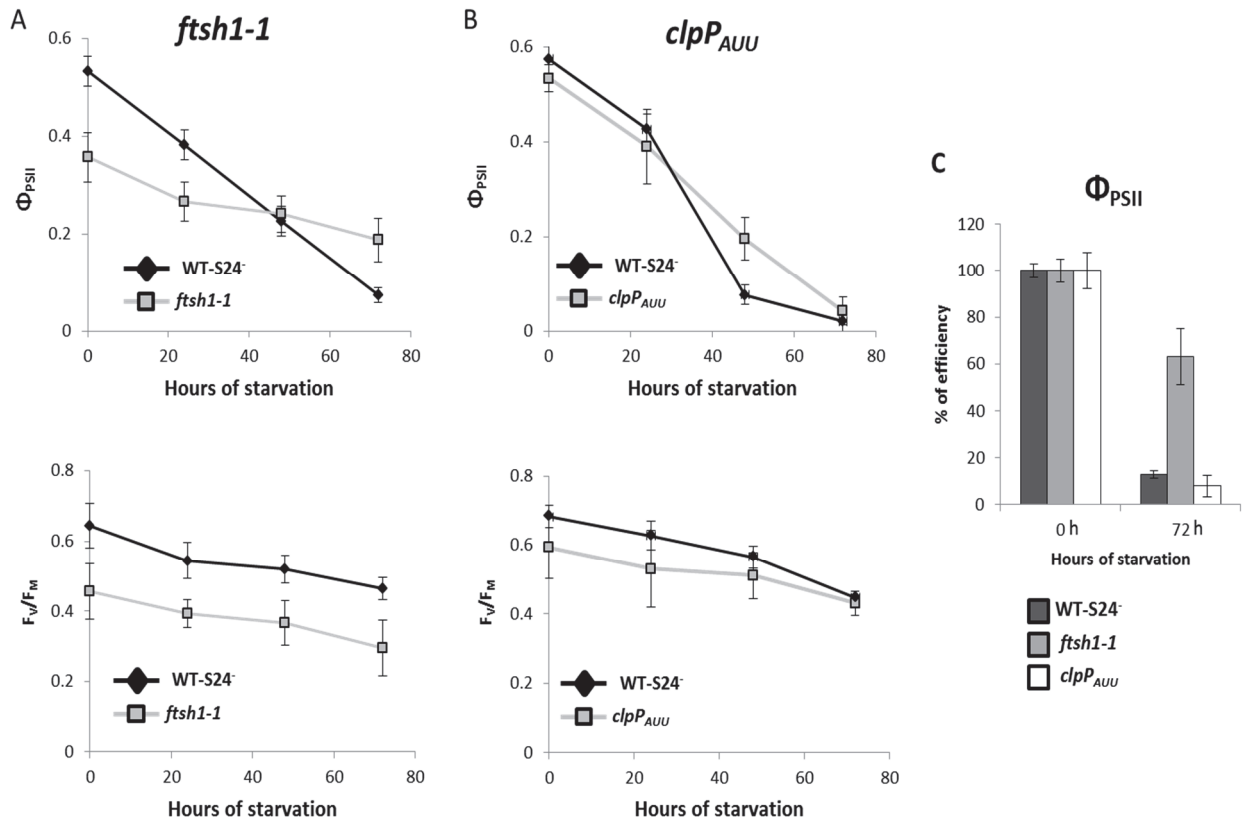 A
ftsh1-1
0.6
0.4
0.2
0
ΦPSII
WT-S24-
ftsh1-1
0 20 40 60 80
Hours of starvation
0.8
0.6
0.4
0.2
0
FV/FM
WT-S24-
ftsh1-1
0 20 40 60 80
Hours of starvation
B
clpPAUU
0.6
0.4
0.2
0
ΦPSII
WT-S24-
clpPAUU
0 20 40 60 80
Hours of starvation
0.8
0.6
0.4
0.2
0
FV/FM
WT-S24-
clpPAUU
0 20 40 60 80
Hours of starvation
C
ΦPSII
120
100
80
60
40
20
0
% of efficiency
0 h 72 h
Hours of starvation
WT-S24-
ftsh1-1
clpPAUU